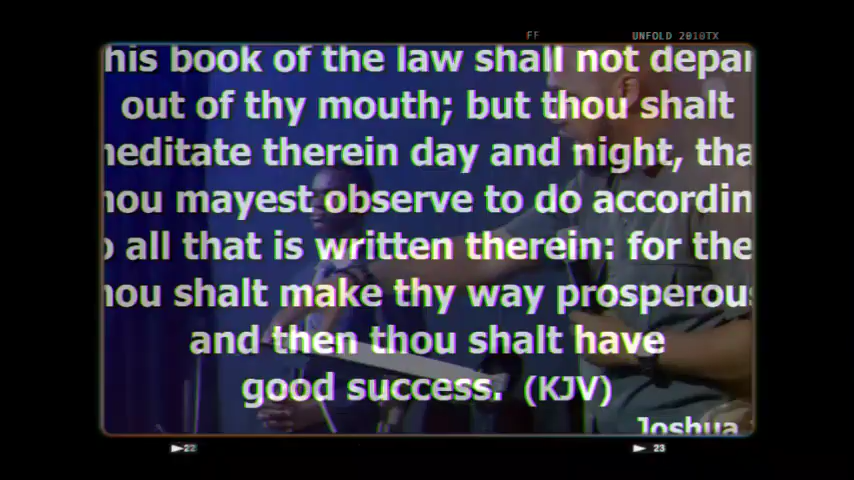 FF UNFOLD 2010TX
his book of the law shall not depar
out of thy mouth; but thou shalt
meditate therein day and night, tha
hou mayest observe to do accordin
o all that is written therein: for the
hou shalt make thy way prosperous
and then thou shalt have
good success. (KJV)
Joshua
▶22 ▶ 23